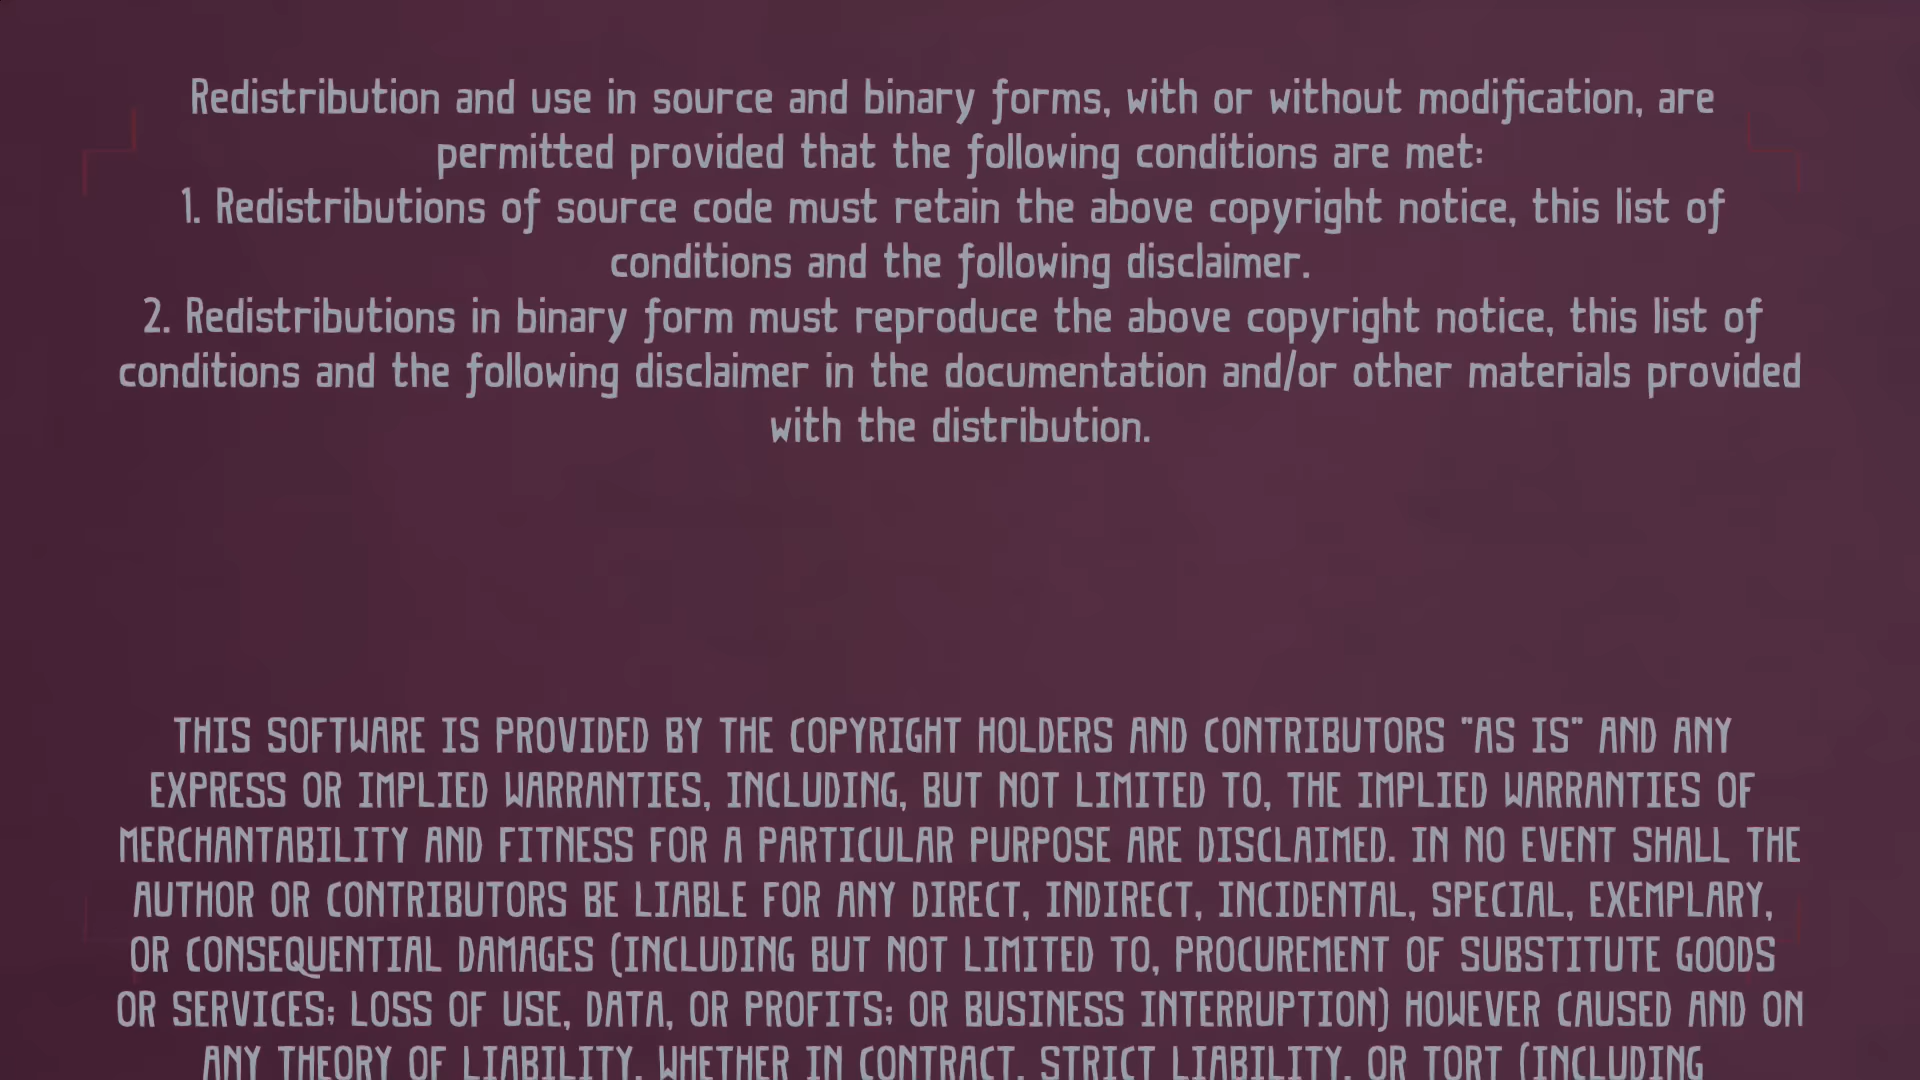 Redistribution and use in source and binary forms, with or without modification, are
permitted provided that the following conditions are met:
1. Redistributions of source code must retain the above copyright notice, this list of
conditions and the following disclaimer.
2. Redistributions in binary form must reproduce the above copyright notice, this list of
conditions and the following disclaimer in the documentation and/or other materials provided
with the distribution.
THIS SOFTWARE IS PROVIDED BY THE COPYRIGHT HOLDERS AND CONTRIBUTORS "AS IS" AND ANY
EXPRESS OR IMPLIED WARRANTIES, INCLUDING, BUT NOT LIMITED TO, THE IMPLIED WARRANTIES OF
MERCHANTABILITY AND FITNESS FOR A PARTICULAR PURPOSE ARE DISCLAIMED. IN NO EVENT SHALL THE
AUTHOR OR CONTRIBUTORS BE LIABLE FOR ANY DIRECT, INDIRECT, INCIDENTAL, SPECIAL, EXEMPLARY,
OR CONSEQUENTIAL DAMAGES (INCLUDING BUT NOT LIMITED TO, PROCUREMENT OF SUBSTITUTE GOODS
OR SERVICES; LOSS OF USE, DATA, OR PROFITS; OR BUSINESS INTERRUPTION) HOWEVER CAUSED AND ON
ANY THEORY OF LIABILITY, WHETHER IN CONTRACT, STRICT LIABILITY, OR TORT (INCLUDING